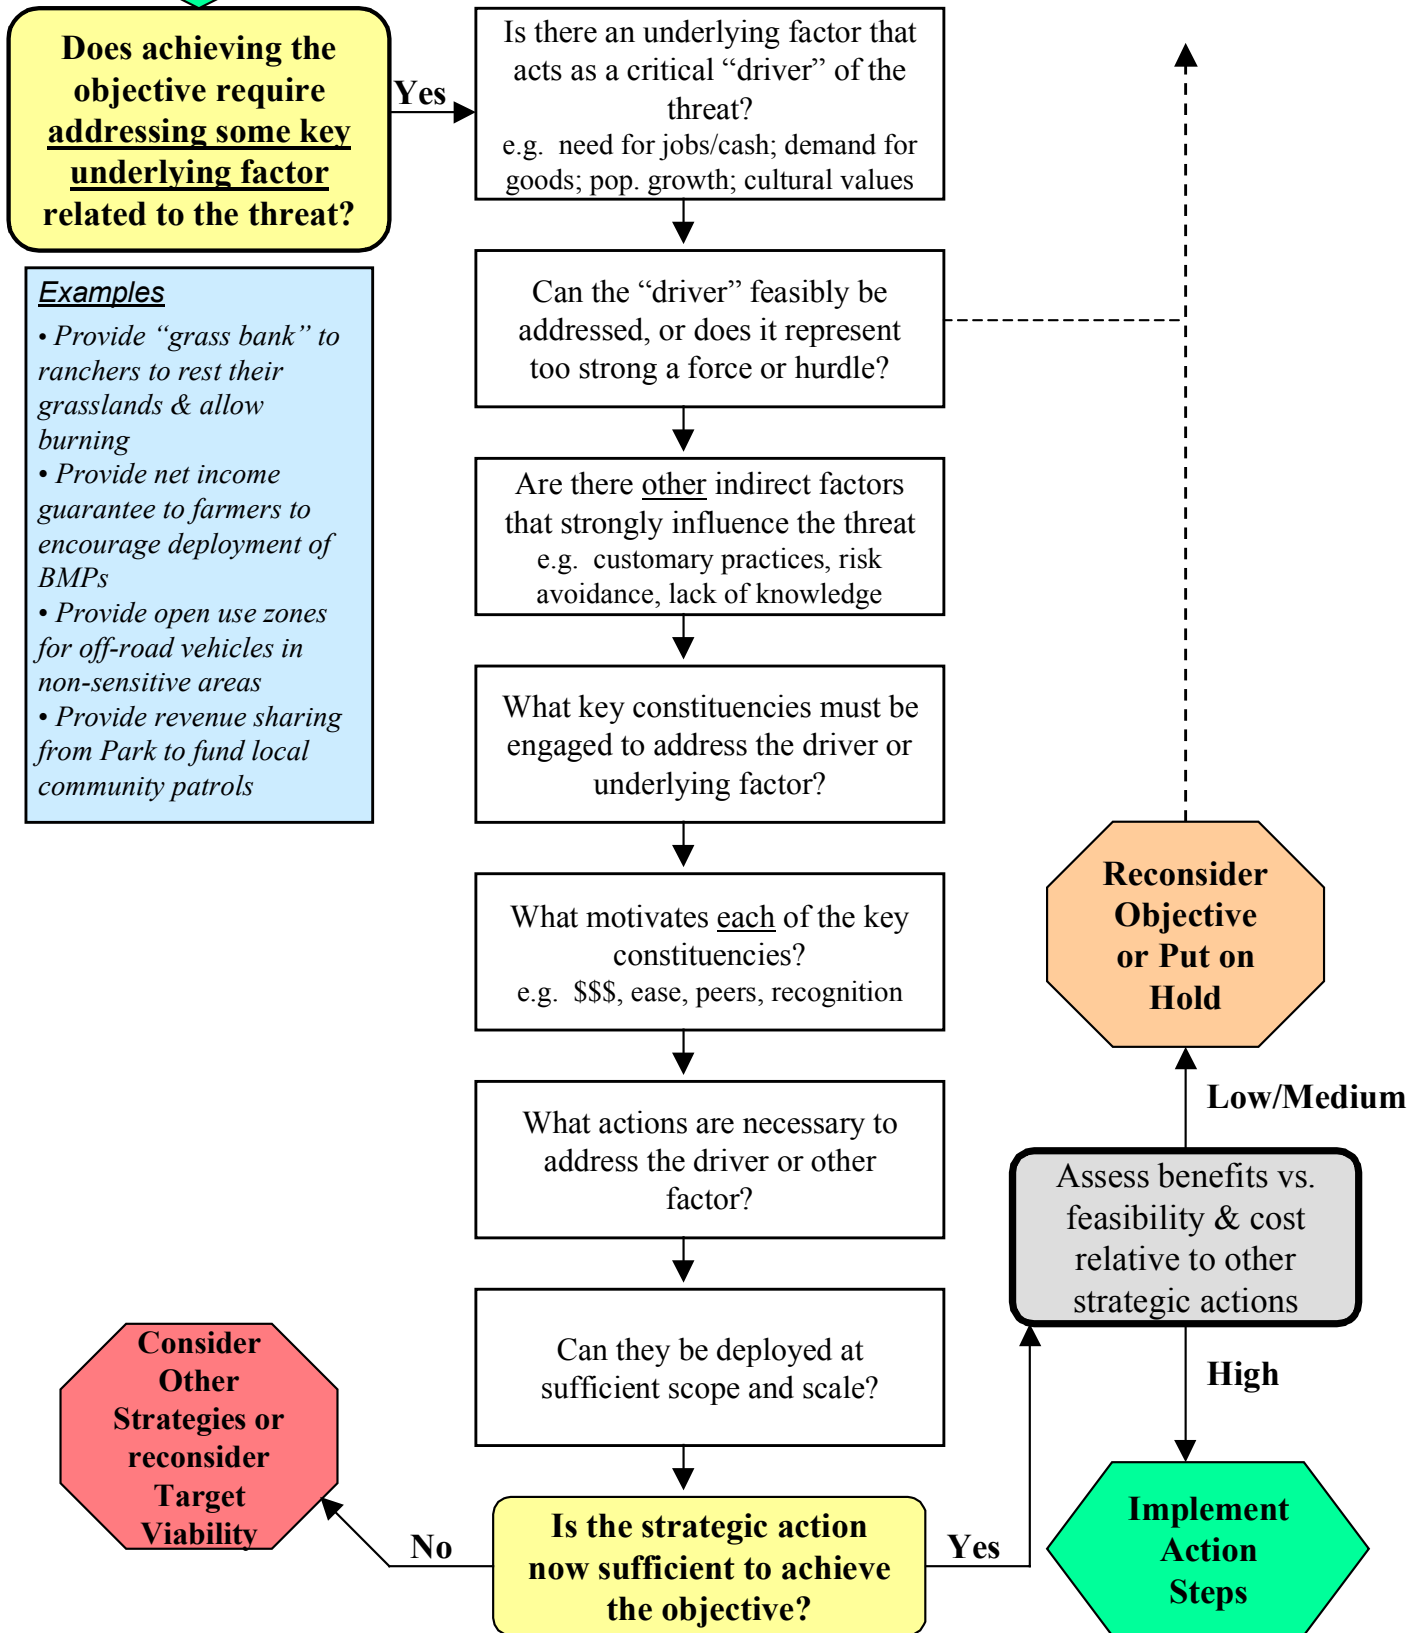 Does achieving the
objective require
addressing some key
underlying factor
related to the threat?
Yes
Is there an underlying factor that
acts as a critical “driver” of the
threat?
e.g. need for jobs/cash; demand for
goods; pop. growth; cultural values
Examples
• Provide “grass bank” to
ranchers to rest their
grasslands & allow
burning
• Provide net income
guarantee to farmers to
encourage deployment of
BMPs
• Provide open use zones
for off-road vehicles in
non-sensitive areas
• Provide revenue sharing
from Park to fund local
community patrols
Can the “driver” feasibly be
addressed, or does it represent
too strong a force or hurdle?
Are there other indirect factors
that strongly influence the threat
e.g. customary practices, risk
avoidance, lack of knowledge
What key constituencies must be
engaged to address the driver or
underlying factor?
What motivates each of the key
constituencies?
e.g. $$$, ease, peers, recognition
What actions are necessary to
address the driver or other
factor?
Can they be deployed at
sufficient scope and scale?
Is the strategic action
now sufficient to achieve
the objective?
No
Consider
Other
Strategies or
reconsider
Target
Viability
Yes
Assess benefits vs.
feasibility & cost
relative to other
strategic actions
Low/Medium
Reconsider
Objective
or Put on
Hold
High
Implement
Action
Steps